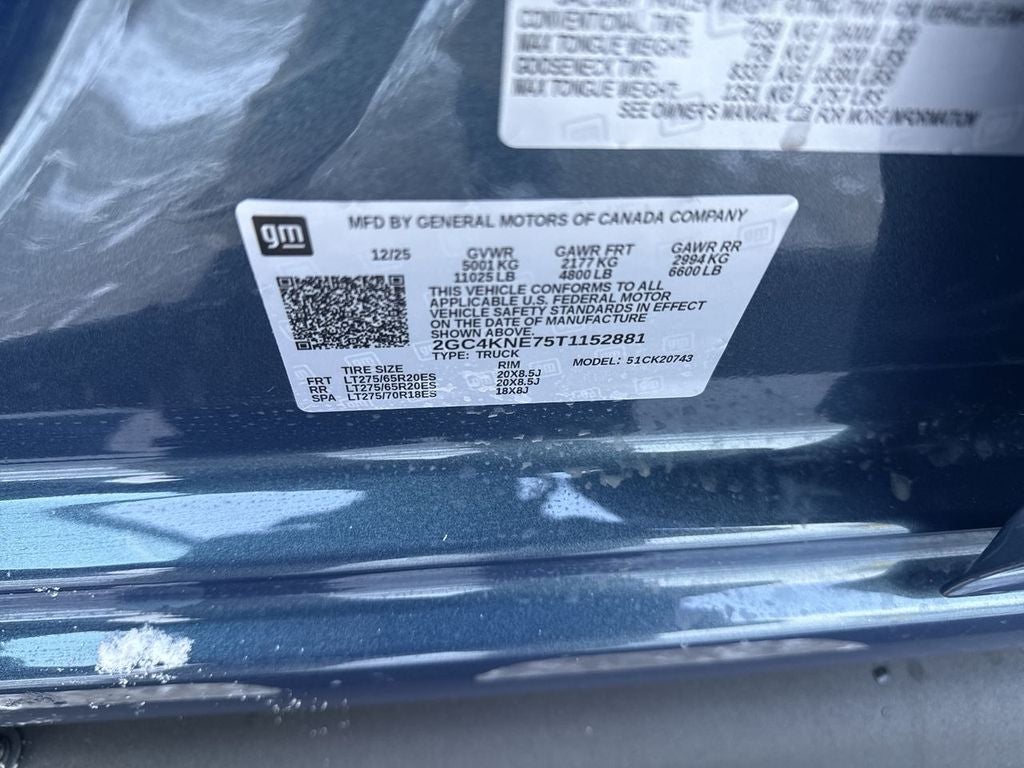 CONVENTIONAL TWR:
MAX TONGUE WEIGHT:
GOOSENECK TWR:
MAX TONGUE WEIGHT:
SEE OWNER'S MANUAL FOR MORE INFORMATION
gm
MFD BY GENERAL MOTORS OF CANADA COMPANY
12/25 GVWR GAWR FRT GAWR RR
5001 KG 2177 KG 2994 KG
11025 LB 4800 LB 6600 LB
THIS VEHICLE CONFORMS TO ALL
APPLICABLE U.S. FEDERAL MOTOR
VEHICLE SAFETY STANDARDS IN EFFECT
ON THE DATE OF MANUFACTURE
SHOWN ABOVE.
2GC4KNE75T1152881
TYPE: TRUCK MODEL: 51CK20743
TIRE SIZE RIM
FRT LT275/65R20ES 20X8.5J
RR LT275/65R20ES 20X8.5J
SPA LT275/70R18ES 18X8J